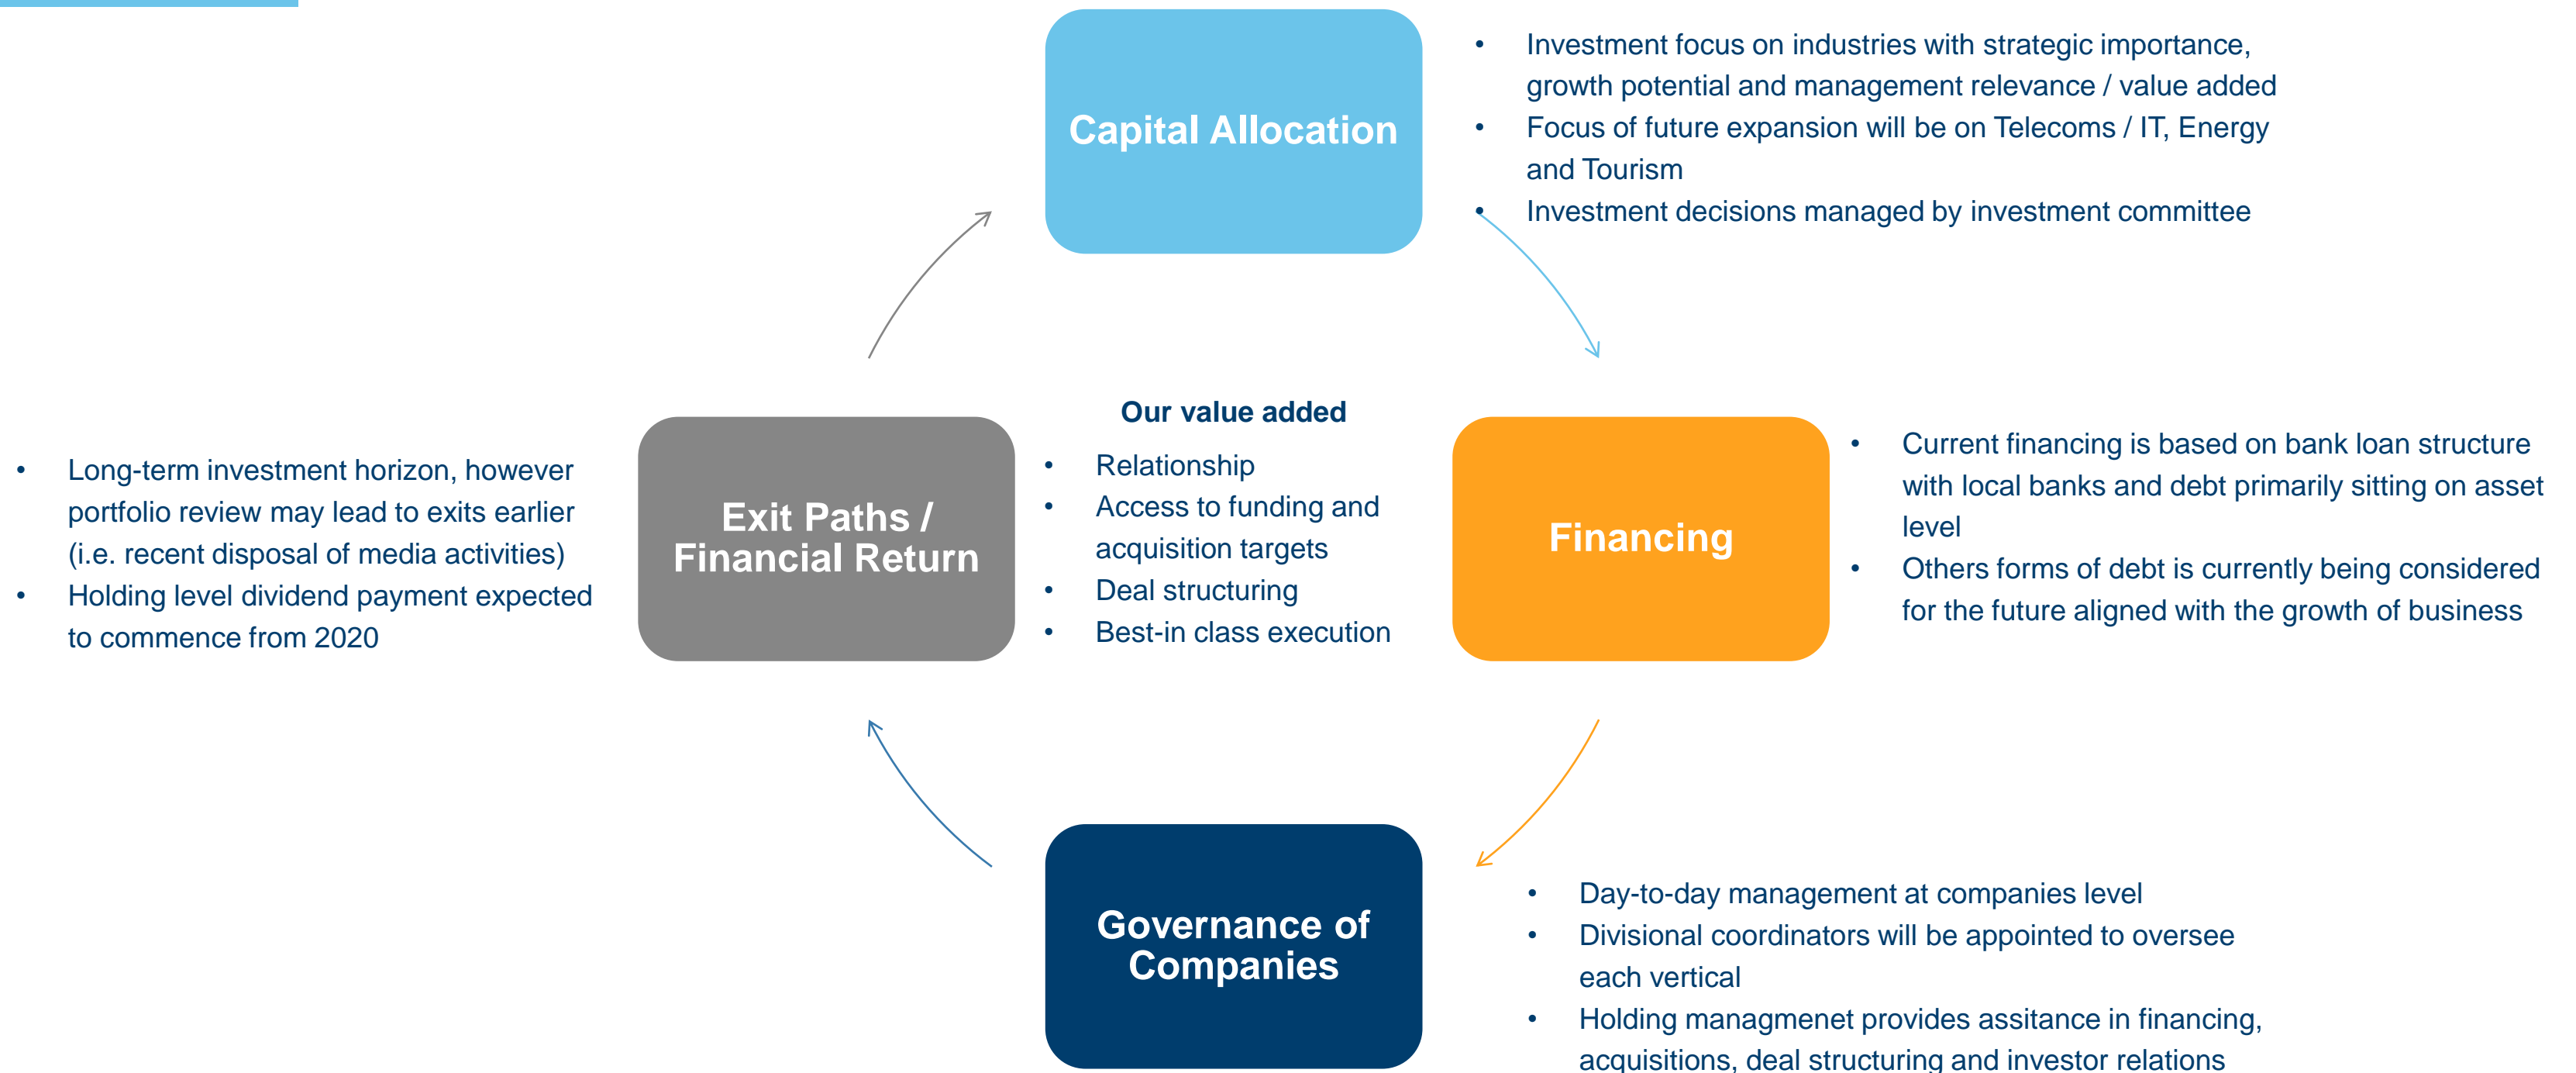 Capital Allocation
• Investment focus on industries with strategic importance,
growth potential and management relevance / value added
• Focus of future expansion will be on Telecoms / IT, Energy
and Tourism
• Investment decisions managed by investment committee
Our value added
• Relationship
• Access to funding and
acquisition targets
• Deal structuring
• Best-in class execution
Financing
• Current financing is based on bank loan structure
with local banks and debt primarily sitting on asset
level
• Others forms of debt is currently being considered
for the future aligned with the growth of business
Exit Paths /
Financial Return
• Long-term investment horizon, however
portfolio review may lead to exits earlier
(i.e. recent disposal of media activities)
• Holding level dividend payment expected
to commence from 2020
Governance of
Companies
• Day-to-day management at companies level
• Divisional coordinators will be appointed to oversee
each vertical
• Holding managmenet provides assitance in financing,
acquisitions, deal structuring and investor relations